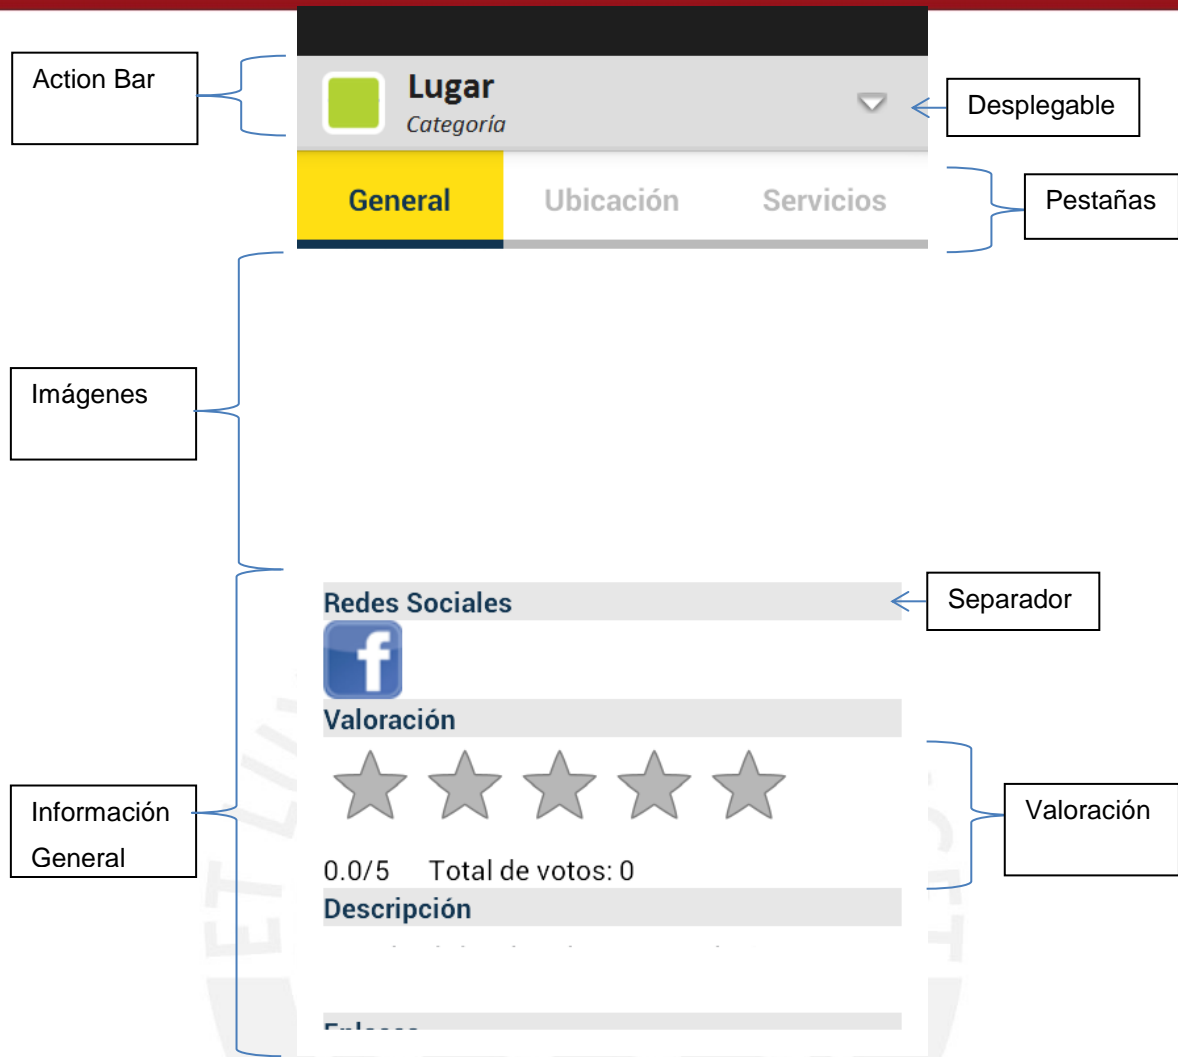 Action Bar
Lugar
Categoría
Desplegable
General Ubicación Servicios
Pestañas
Imágenes
Redes Sociales
Separador
f
Valoración
Información
General
Valoración
0.0/5 Total de votos: 0
Descripción
ET